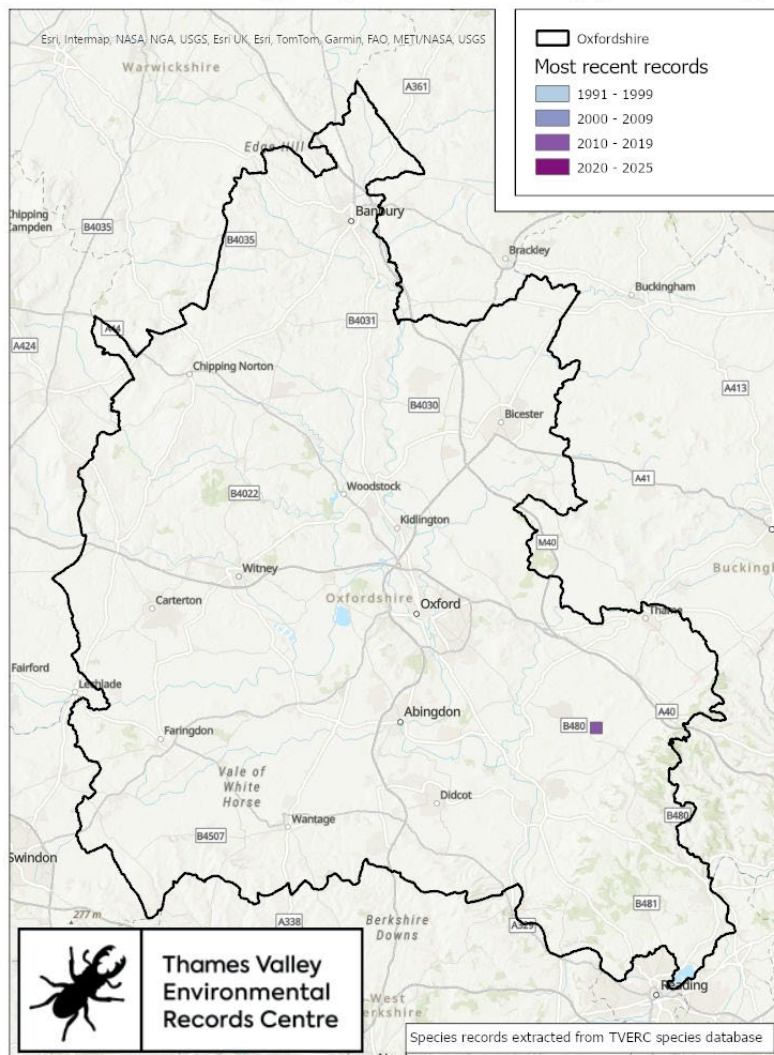 Esri, Intermap, NASA, NGA, USGS, Esri UK, Esri, TomTom, Garmin, FAO, METI/NASA, USGS
Oxfordshire
Most recent records
1991 - 1999
2000 - 2009
2010 - 2019
2020 - 2025
Warwickshire
A361
Edge Hill
Chipping
Campden
B4035
B4035
Banbury
Brackley
Buckingham
A44
A424
B4031
Chipping Norton
A413
B4030
Bicester
B4022
Woodstock
A41
Kidlington
M40
Witney
Oxfordshire
Carterton
Oxford
Thame
Fairford
Lechlade
A40
Abingdon
B480
Faringdon
Vale of
White
Horse
Didcot
B480
Wantage
B4507
Swindon
B481
277 m
A338
Berkshire
Downs
A329
Reading
West
Thames Valley
Environmental
Records Centre
Species records extracted from TVERC species database